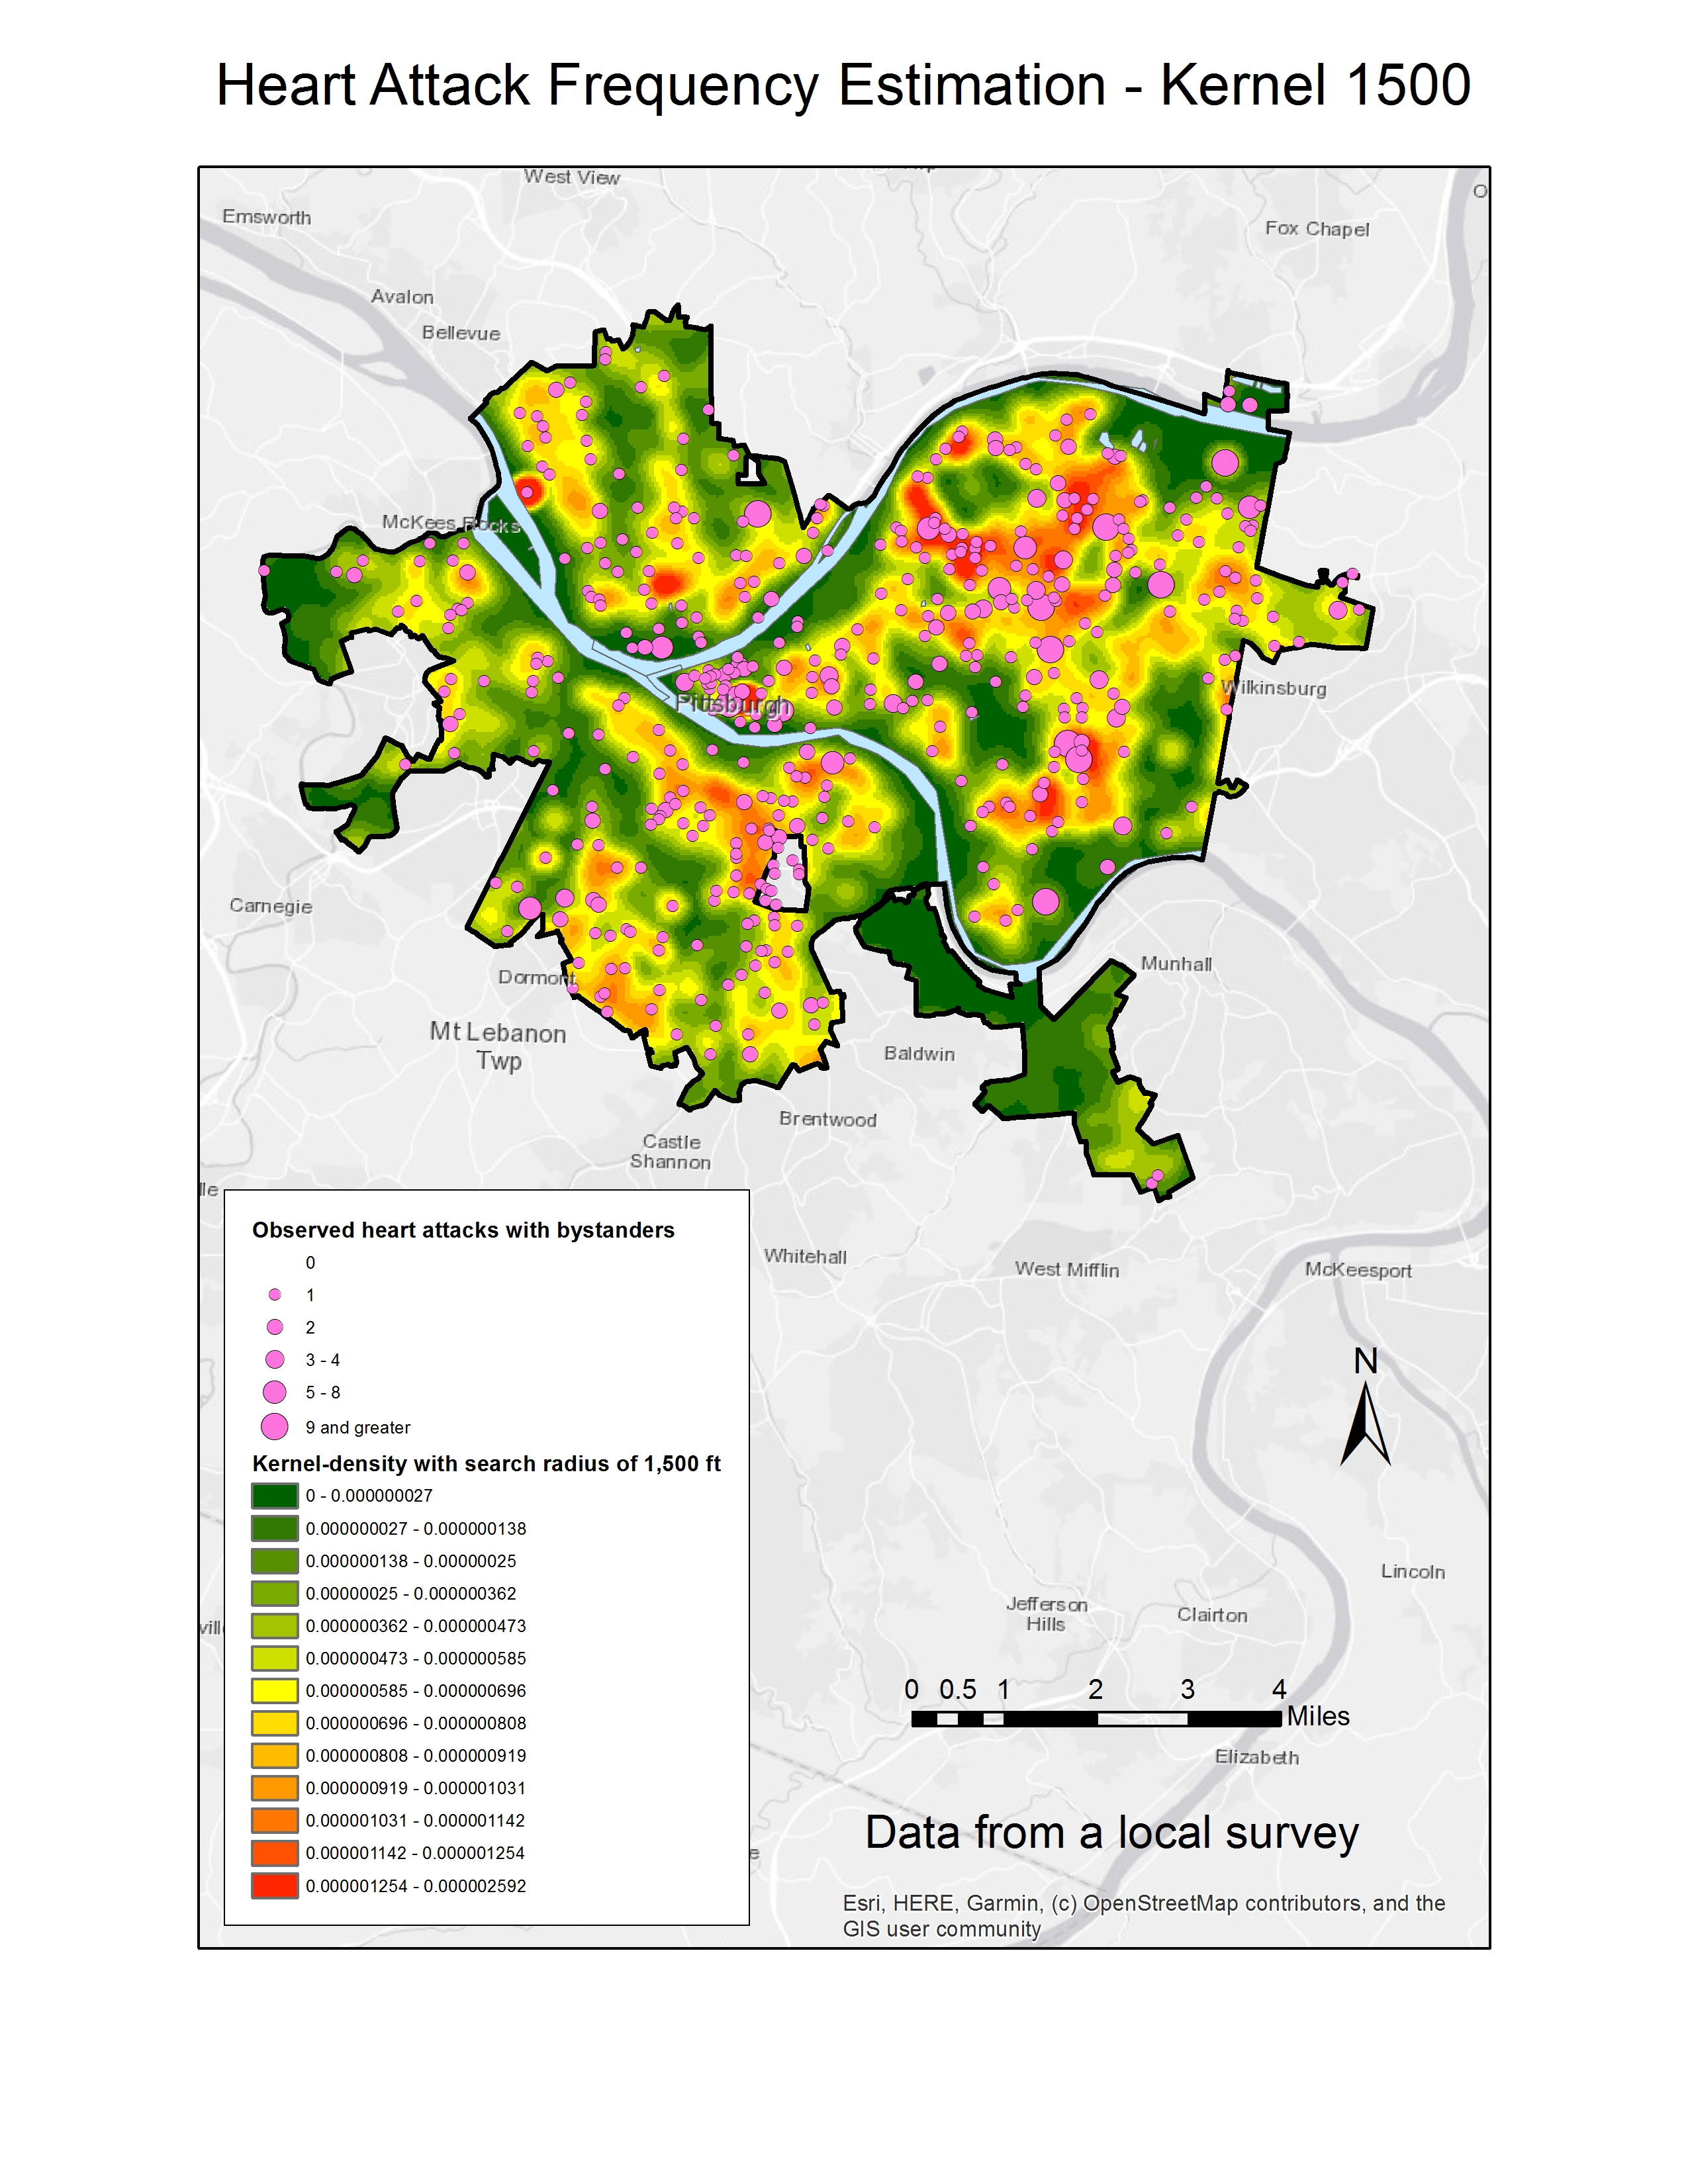 Heart Attack Frequency Estimation - Kernel 1500
West View
Emsworth
Fox Chapel
Avalon
Bellevue
McKees Rocks
Pittsburgh
Wilkinsburg
Carnegie
Dormont
Munhall
Mt Lebanon
Twp
Baldwin
Brentwood
Castle
Shannon
Whitehall
West Mifflin
McKeesport
Observed heart attacks with bystanders
0
1
2
3 - 4
5 - 8
9 and greater
Kernel-density with search radius of 1,500 ft
0 - 0.000000027
0.000000027 - 0.000000138
0.000000138 - 0.00000025
0.00000025 - 0.000000362
0.000000362 - 0.000000473
0.000000473 - 0.000000585
0.000000585 - 0.000000696
0.000000696 - 0.000000808
0.000000808 - 0.000000919
0.000000919 - 0.000001031
0.000001031 - 0.000001142
0.000001142 - 0.000001254
0.000001254 - 0.000002592
N
Lincoln
Jefferson
Hills
Clairton
0 0.5 1 2 3 4
Miles
Elizabeth
Data from a local survey
Esri, HERE, Garmin, (c) OpenStreetMap contributors, and the
GIS user community